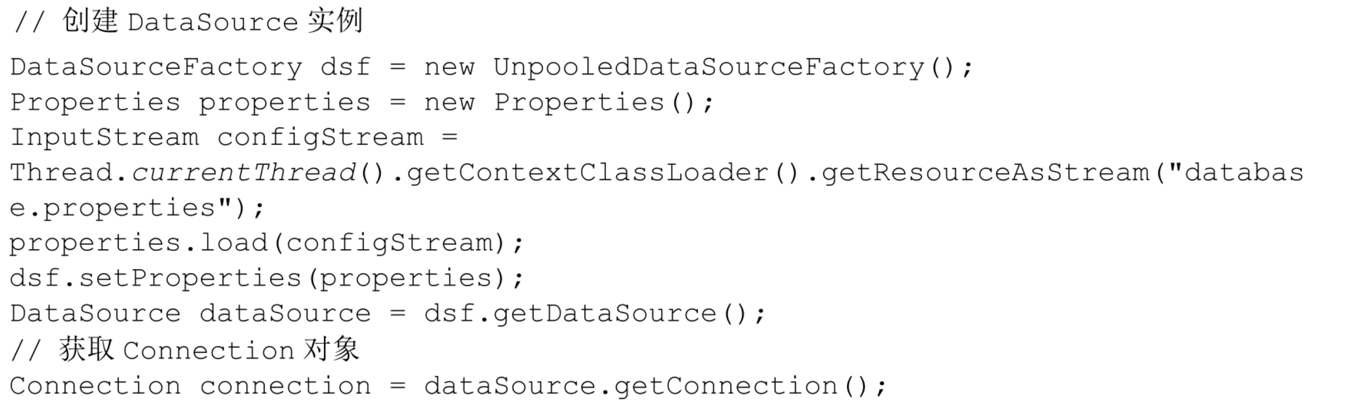 // 创建 DataSource 实例
DataSourceFactory dsf = new UnpooledDataSourceFactory();
Properties properties = new Properties();
InputStream configStream =
Thread.currentThread().getContextClassLoader().getResourceAsStream("databas
e.properties");
properties.load(configStream);
dsf.setProperties(properties);
DataSource dataSource = dsf.getDataSource();
// 获取 Connection 对象
Connection connection = dataSource.getConnection();